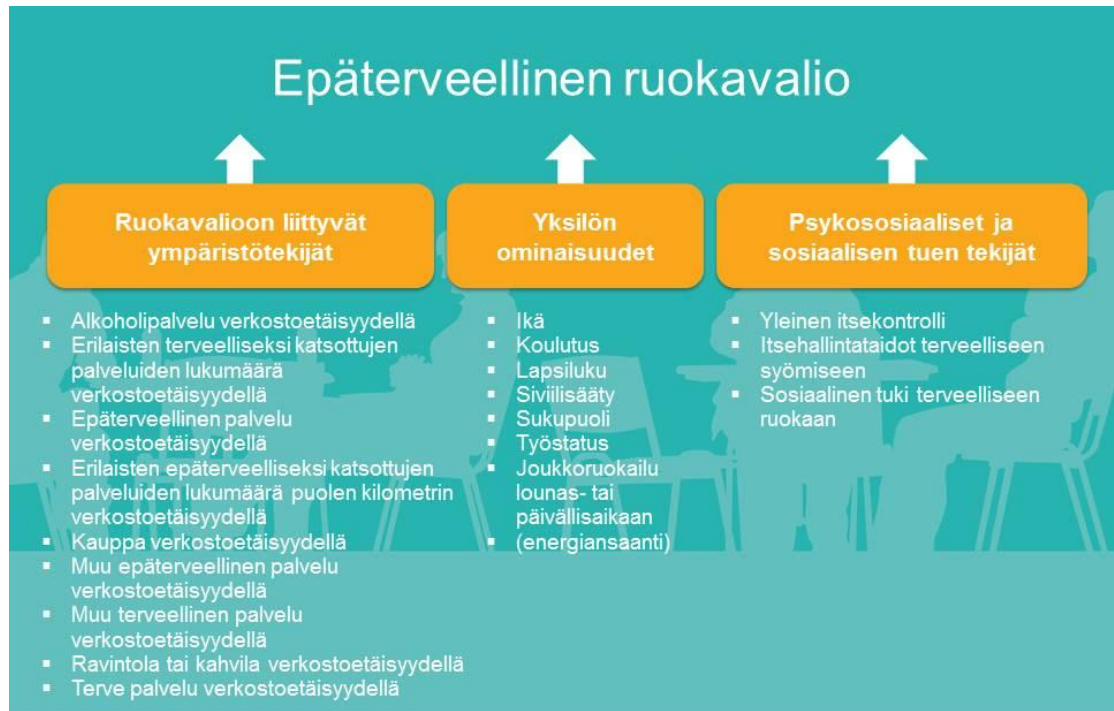 Epäterveellinen ruokavalio
Ruokavalioon liittyvät
ympäristötekijät
▪ Alkoholipalvelu verkostoetäisyydellä
▪ Erilaisten terveelliseksi katsottujen
palveluiden lukumäärä
verkostoetäisyydellä
▪ Epäterveellinen palvelu
verkostoetäisyydellä
▪ Erilaisten epäterveelliseksi katsottujen
palveluiden lukumäärä puolen kilometrin
verkostoetäisyydellä
▪ Kauppa verkostoetäisyydellä
▪ Muu epäterveellinen palvelu
verkostoetäisyydellä
▪ Muu terveellinen palvelu
verkostoetäisyydellä
▪ Ravintola tai kahvila verkostoetäisyydellä
▪ Terve palvelu verkostoetäisyydellä
Yksilön
ominaisuudet
▪ Ikä
▪ Koulutus
▪ Lapsiluku
▪ Siviilisääty
▪ Sukupuoli
▪ Työstatus
▪ Joukkoruokailu
lounas- tai
päivällisaikaan
▪ (energiansaanti)
Psykososiaaliset ja
sosiaalisen tuen tekijät
▪ Yleinen itsekontrolli
▪ Itsehallintataidot terveelliseen
syömiseen
▪ Sosiaalinen tuki terveelliseen
ruokaan